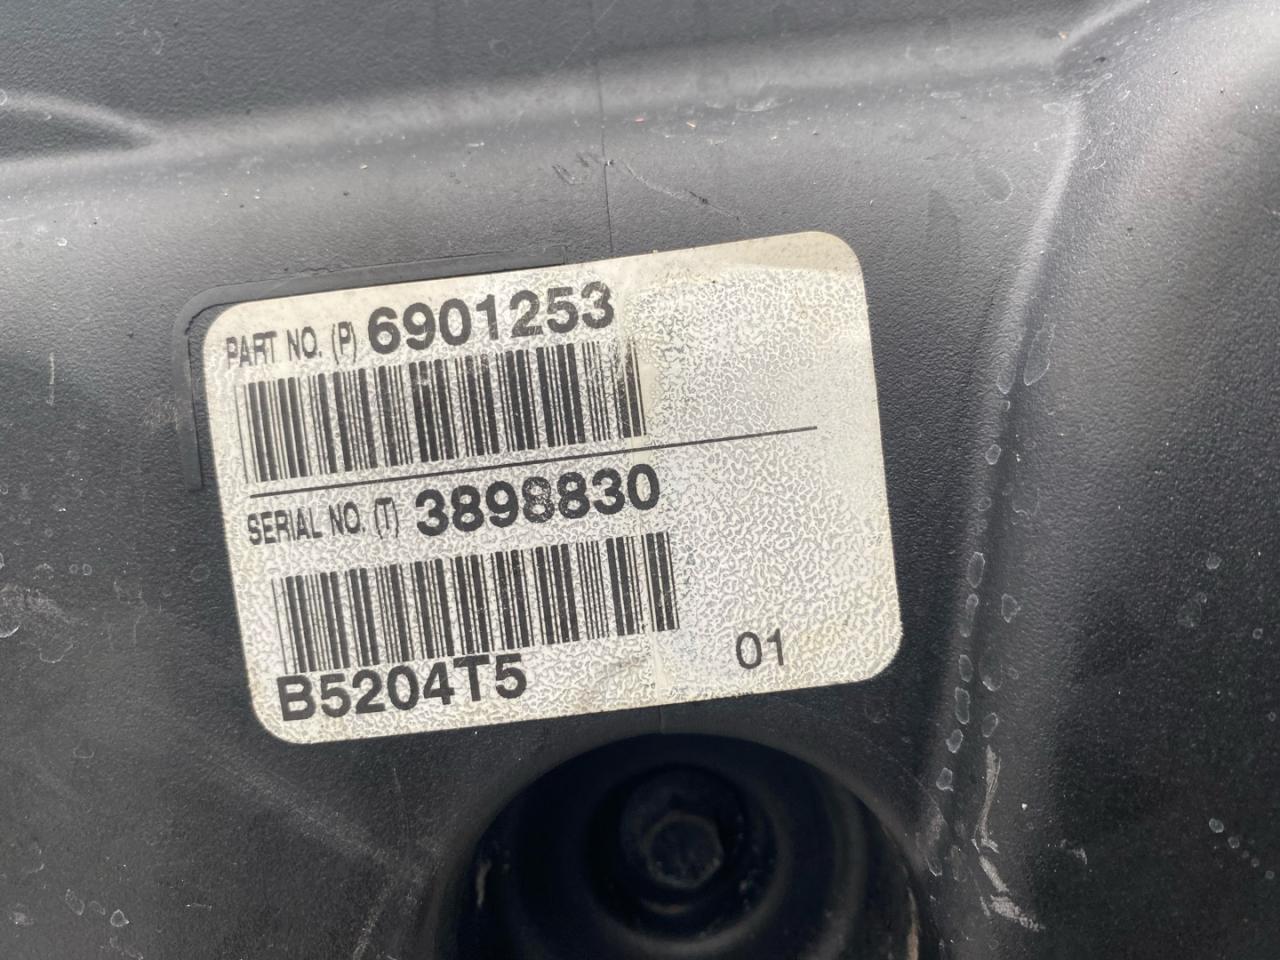 PART NO. (P) 6901253
SERIAL NO. (T) 3898830
B5204T5
01